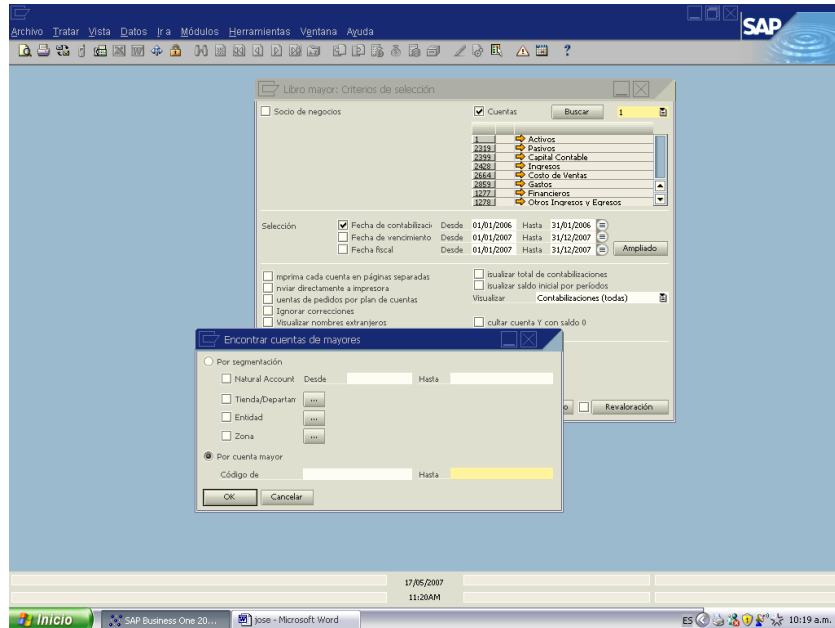 Archivo Tratar Vista Datos Ir a Módulos Herramientas Ventana Ayuda
SAP
Libro mayor: Criterios de selección
Socio de negocios
Cuentas Buscar 1
1 Activos
2319 Pasivos
2399 Capital Contable
2428 Ingresos
2664 Costo de Ventas
2859 Gastos
1277 Financieros
1278 Otros Ingresos y Egresos
Selección Fecha de contabilizaci Desde 01/01/2006 Hasta 31/01/2006
Fecha de vencimiento Desde 01/01/2007 Hasta 31/12/2007
Fecha fiscal Desde 01/01/2007 Hasta 31/12/2007 Ampliado
mprima cada cuenta en páginas separadas
nviar directamente a impresora
uentas de pedidos por plan de cuentas
Ignorar correcciones
Visualizar nombres extranjeros
isualizar total de contabilizaciones
isualizar saldo inicial por períodos
Visualizar Contabilizaciones (todas)
cultar cuenta Y con saldo 0
o Revaloración
Encontrar cuentas de mayores
Por segmentación
Natural Account Desde Hasta
Tienda/Departam ...
Entidad ...
Zona ...
Por cuenta mayor
Código de Hasta
OK Cancelar
17/05/2007
11:20AM
Inicio SAP Business One 20... jose - Microsoft Word ES 10:19 a.m.